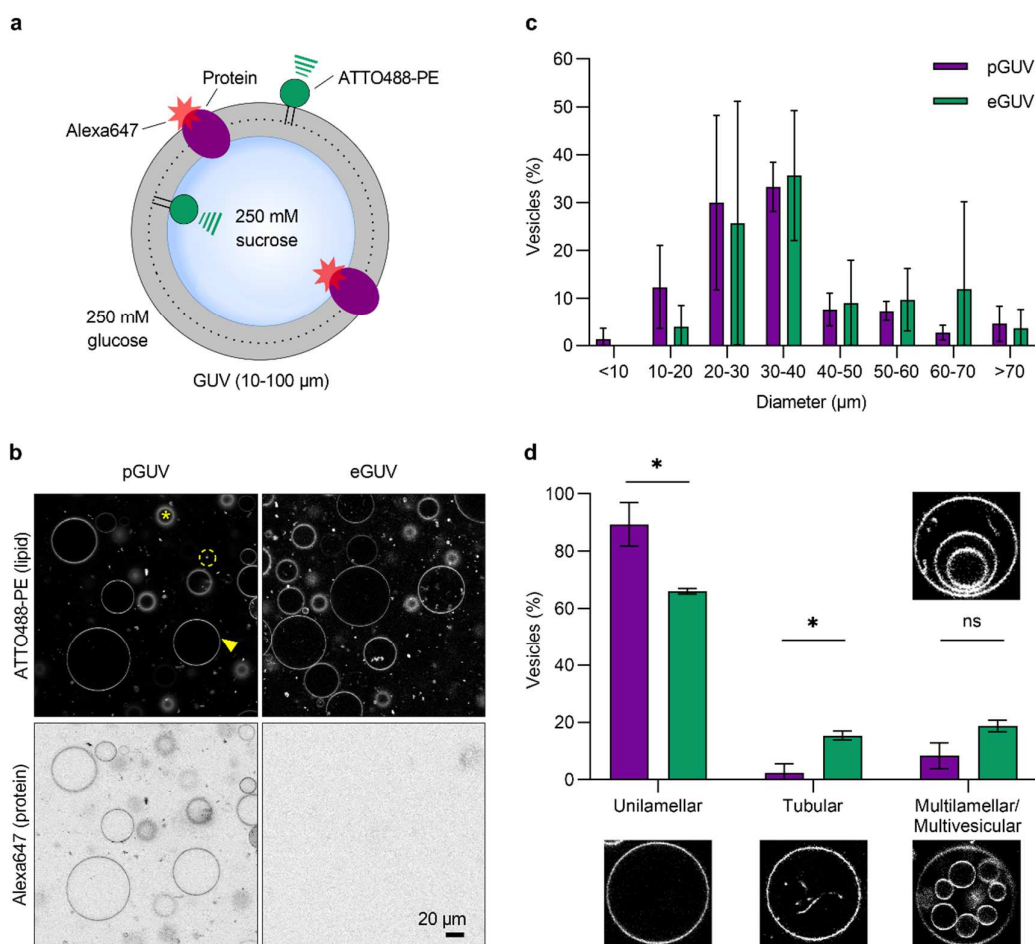 a
Protein
ATTO488-PE
Alexa647
250 mM
sucrose
250 mM
glucose
GUV (10-100 µm)
b
pGUV
eGUV
ATTO488-PE (lipid)
*
Alexa647 (protein)
20 µm
c
60
50
40
30
20
10
0
Vesicles (%)
pGUV
eGUV
<10
10-20
20-30
30-40
40-50
50-60
60-70
>70
Diameter (µm)
d
100
80
60
40
20
0
Vesicles (%)
*
*
ns
Unilamellar
Tubular
Multilamellar/
Multivesicular